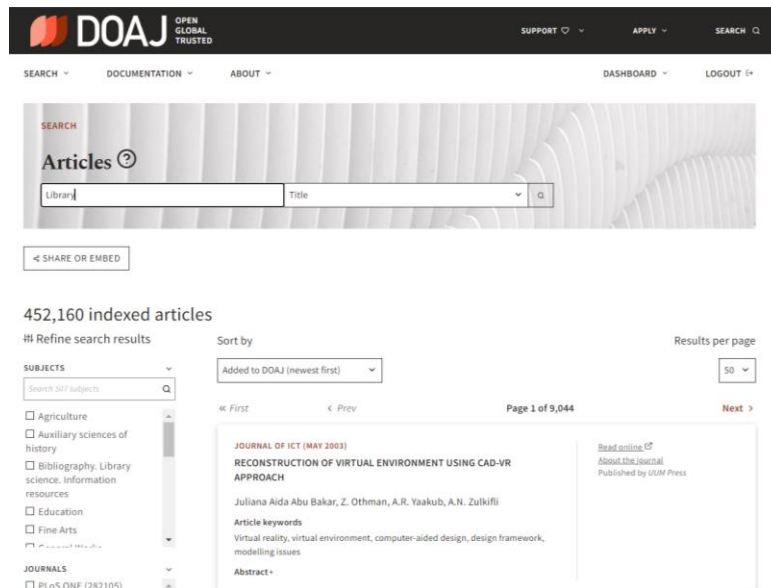 DOAJ
OPEN
GLOBAL
TRUSTED
SUPPORT
APPLY
SEARCH
SEARCH
DOCUMENTATION
ABOUT
DASHBOARD
LOGOUT
SEARCH
Articles ?
Library
Title
SHARE OR EMBED
452,160 indexed articles
Refine search results
Sort by
Results per page
SUBJECTS
Search 507 subjects
Added to DOAJ (newest first)
50
« First
< Prev
Page 1 of 9,044
Next >
Agriculture
Auxiliary sciences of
history
Bibliography. Library
science. Information
resources
Education
Fine Arts
JOURNALS
PLoS ONE (282105)
JOURNAL OF ICT (MAY 2003)
RECONSTRUCTION OF VIRTUAL ENVIRONMENT USING CAD-VR
APPROACH
Juliana Aida Abu Bakar, Z. Othman, A.R. Yaakub, A.N. Zulkifli
Article keywords
Virtual reality, virtual environment, computer-aided design, design framework,
modelling issues
Abstract+
Read online
About the journal
Published by UUM Press